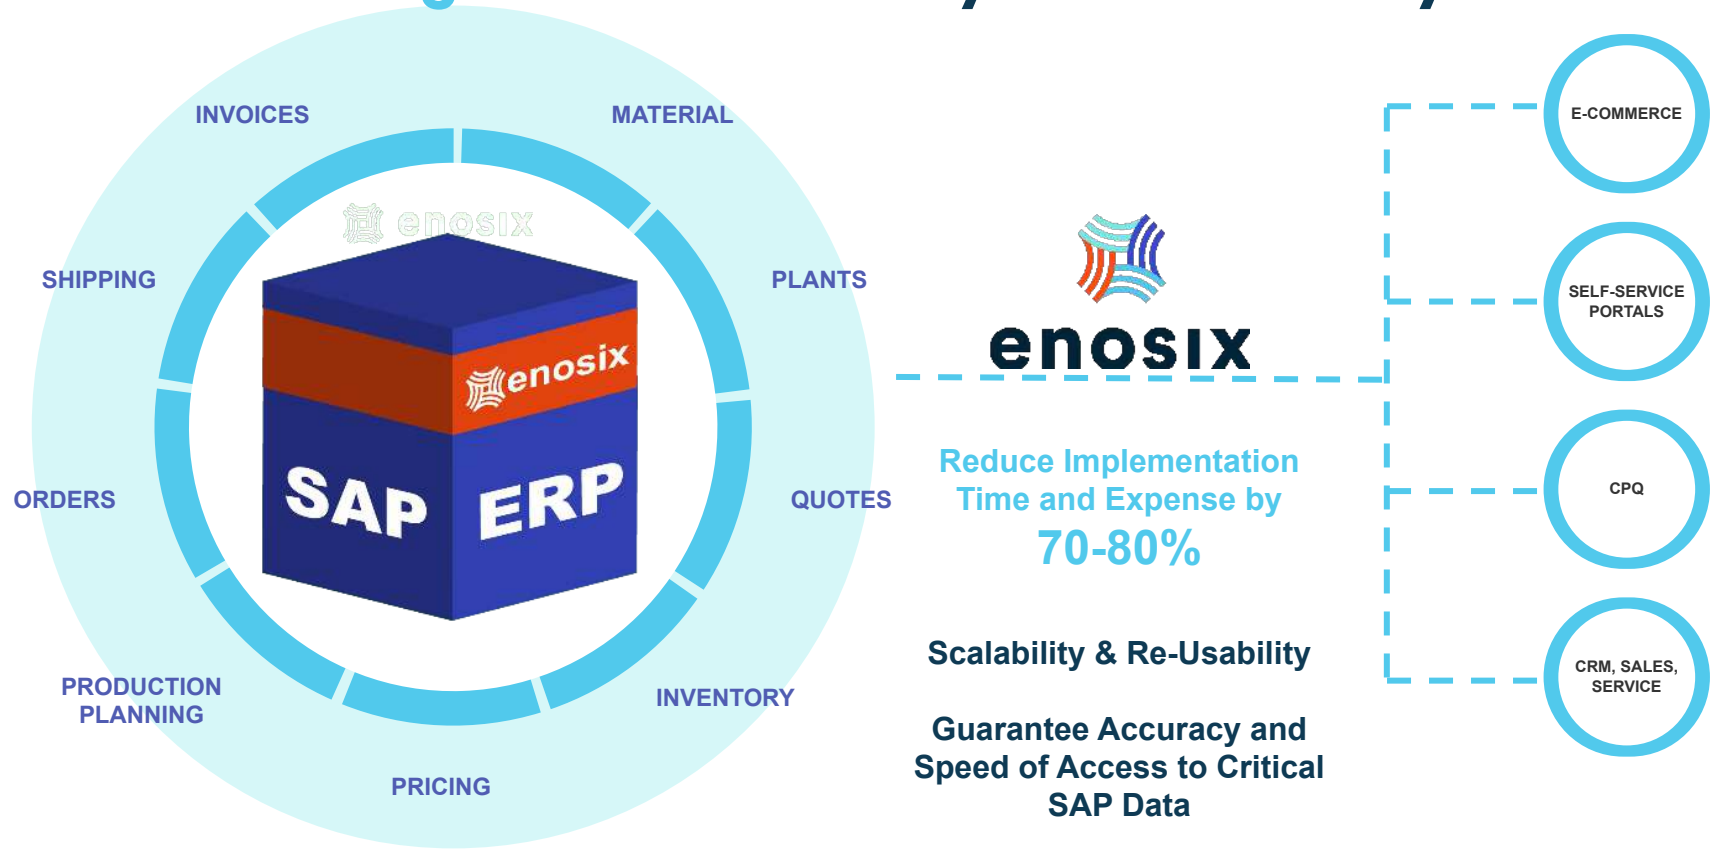 INVOICES
MATERIAL
enosix
SHIPPING
PLANTS
enosix
SAP
ERP
ORDERS
QUOTES
PRODUCTION
PLANNING
INVENTORY
PRICING
enosix
Reduce Implementation
Time and Expense by
70-80%
Scalability & Re-Usability
Guarantee Accuracy and
Speed of Access to Critical
SAP Data
E-COMMERCE
SELF-SERVICE
PORTALS
CPQ
CRM, SALES,
SERVICE